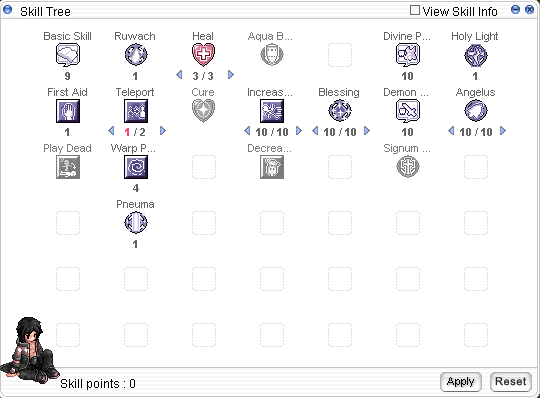 Skill Tree
View Skill Info
Basic Skill Ruwach Heal Aqua B... Divine P... Holy Light
9 1 3 / 3 10 1
First Aid Teleport Cure Increas... Blessing Demon ... Angelus
1 1 / 2 10 / 10 10 / 10 10 10 / 10
Play Dead Warp P... Decrea... Signum ...
4
Pneuma
1
Skill points : 0
Apply Reset